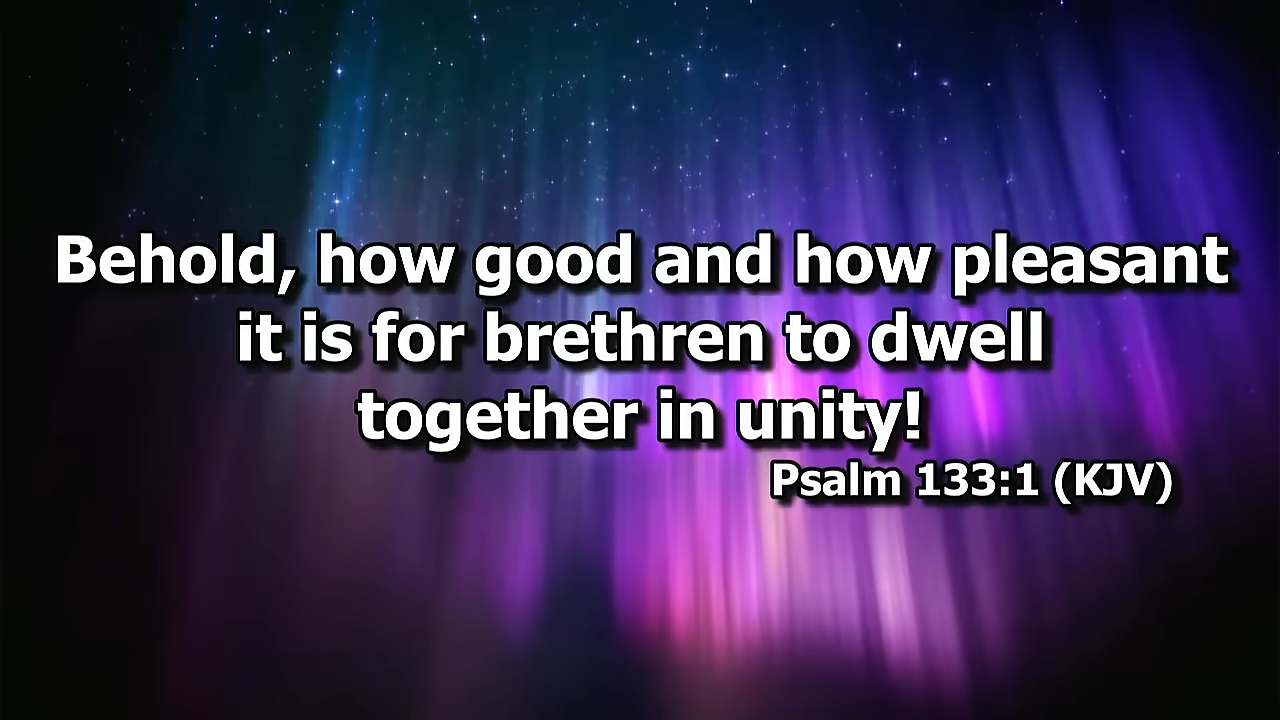 Behold, how good and how pleasant
it is for brethren to dwell
together in unity!
Psalm 133:1 (KJV)